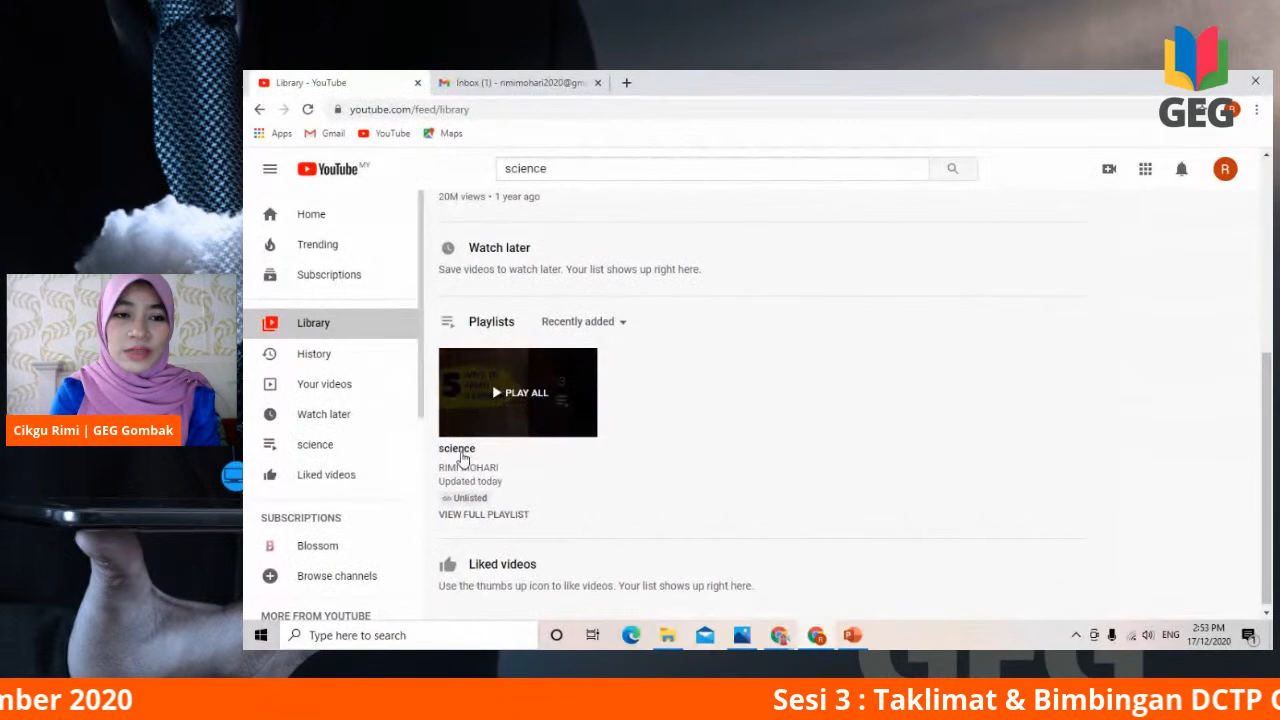 GEG
Library - YouTube
Inbox (1) - rimimohari2020@gm
youtube.com/feed/library
Apps
Gmail
YouTube
Maps
YouTube MY
science
R
Home
Trending
Subscriptions
Library
History
Your videos
Watch later
science
Liked videos
SUBSCRIPTIONS
Blossom
Browse channels
MORE FROM YOUTUBE
20M views • 1 year ago
Watch later
Save videos to watch later. Your list shows up right here.
Playlists
Recently added
5
3
PLAY ALL
science
RIMI MOHARI
Updated today
Unlisted
VIEW FULL PLAYLIST
Liked videos
Use the thumbs up icon to like videos. Your list shows up right here.
Cikgu Rimi | GEG Gombak
Type here to search
ENG
2:53 PM
17/12/2020
mber 2020
Sesi 3 : Taklimat & Bimbingan DCTP